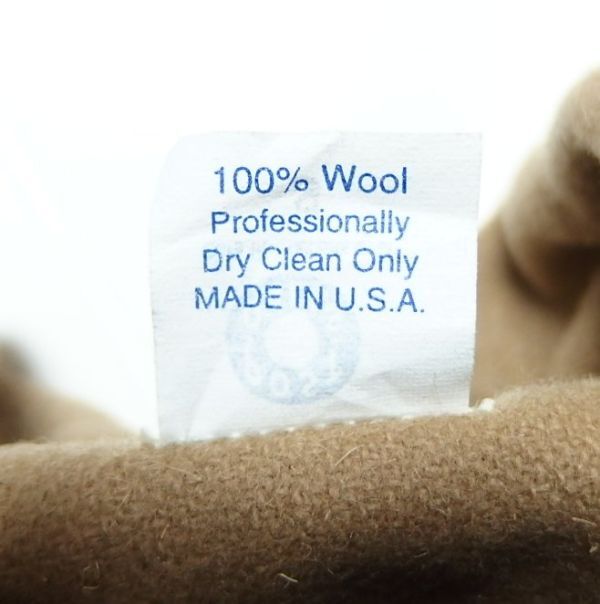 100% Wool
Professionally
Dry Clean Only
MADE IN U.S.A.